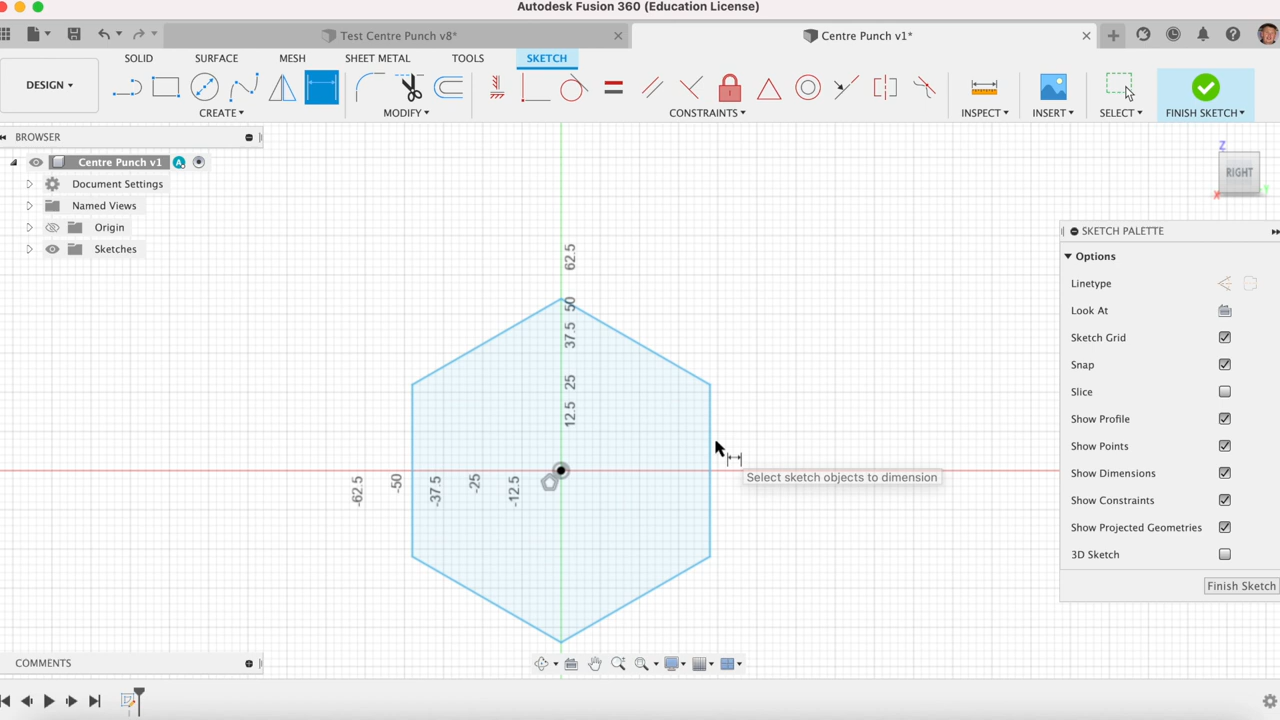 Autodesk Fusion 360 (Education License)
Test Centre Punch v8*
Centre Punch v1*
SOLID
SURFACE
MESH
SHEET METAL
TOOLS
SKETCH
DESIGN
CREATE
MODIFY
CONSTRAINTS
INSPECT
INSERT
SELECT
FINISH SKETCH
BROWSER
Centre Punch v1
A
Document Settings
Named Views
Origin
Sketches
Z
RIGHT
X
Y
SKETCH PALETTE
Options
Linetype
Look At
Sketch Grid
Snap
Slice
Show Profile
Show Points
Show Dimensions
Show Constraints
Show Projected Geometries
3D Sketch
Finish Sketch
62.5
50
37.5
25
12.5
-62.5
-50
-37.5
-25
-12.5
Select sketch objects to dimension
COMMENTS